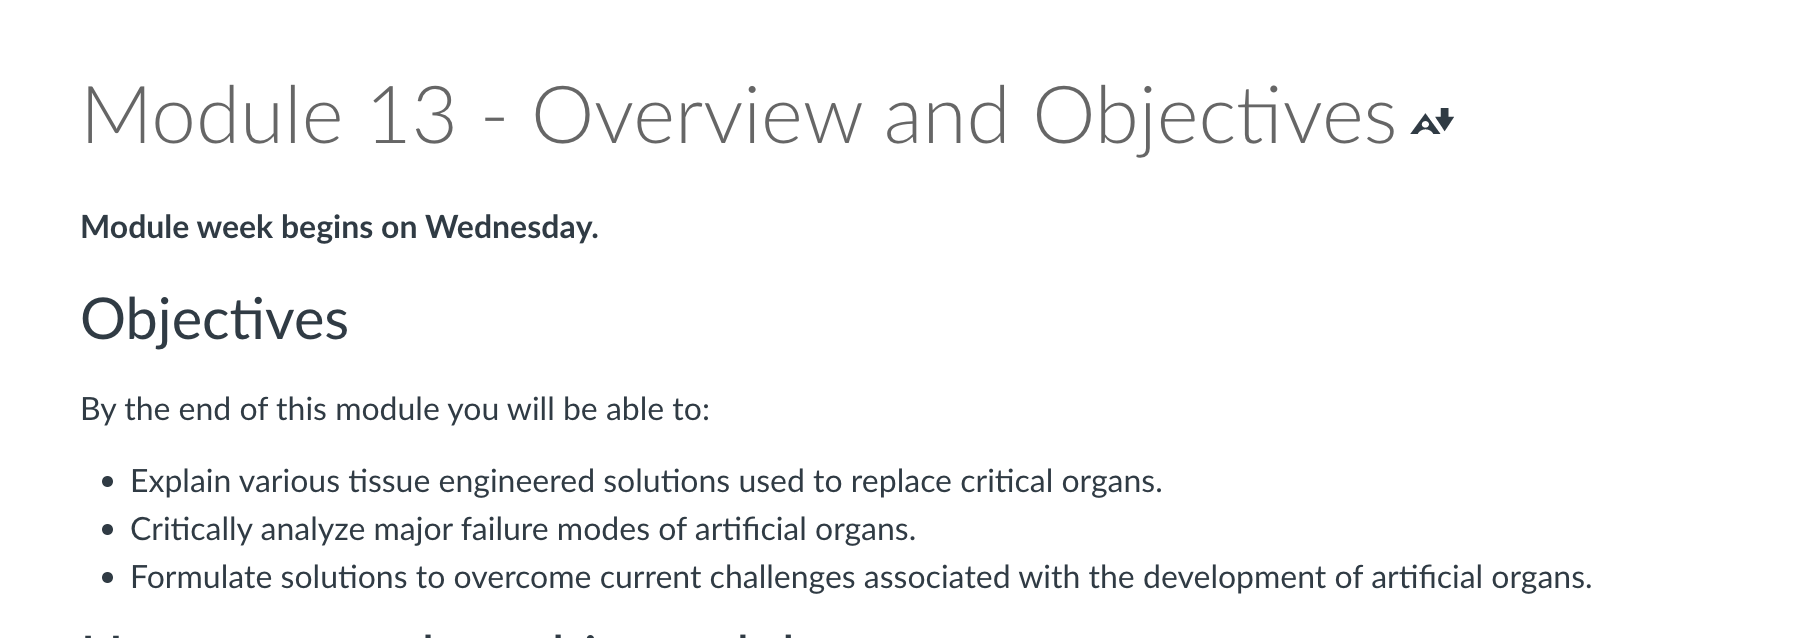 Module 13 - Overview and Objectives
Module week begins on Wednesday.
Objectives
By the end of this module you will be able to:
• Explain various tissue engineered solutions used to replace critical organs.
• Critically analyze major failure modes of artificial organs.
• Formulate solutions to overcome current challenges associated with the development of artificial organs.